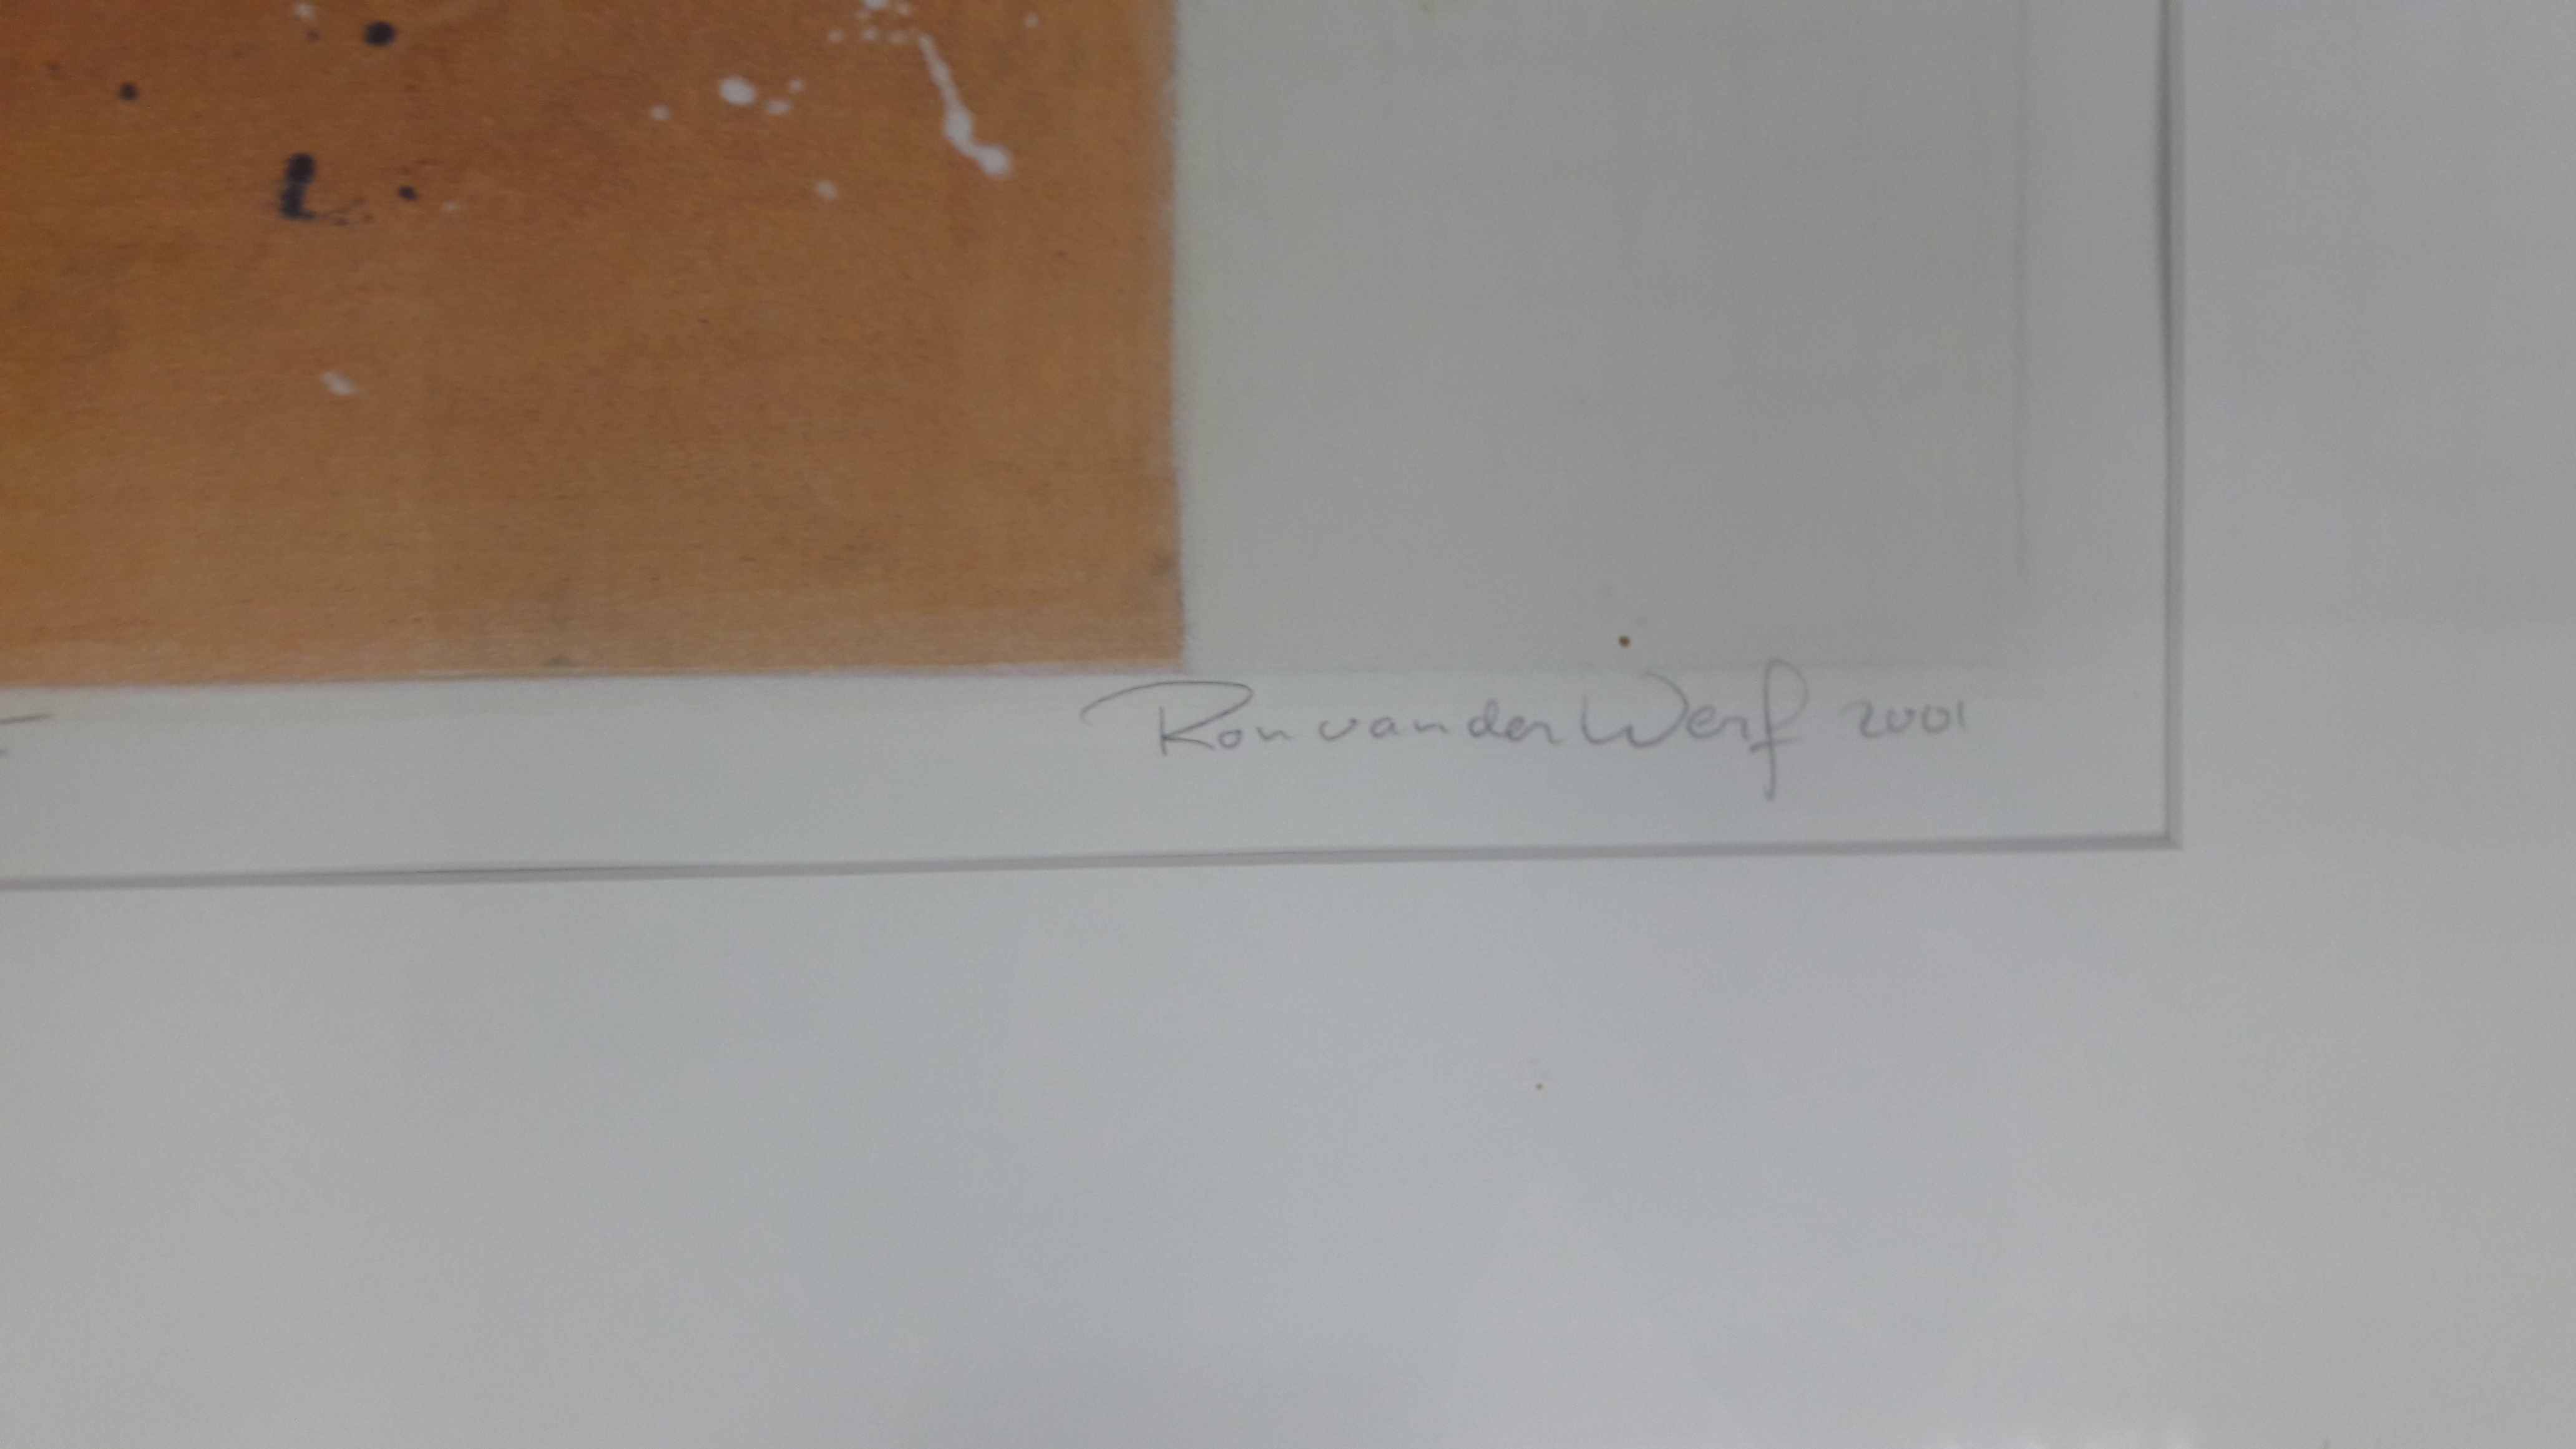 Ron van der Werf 2001